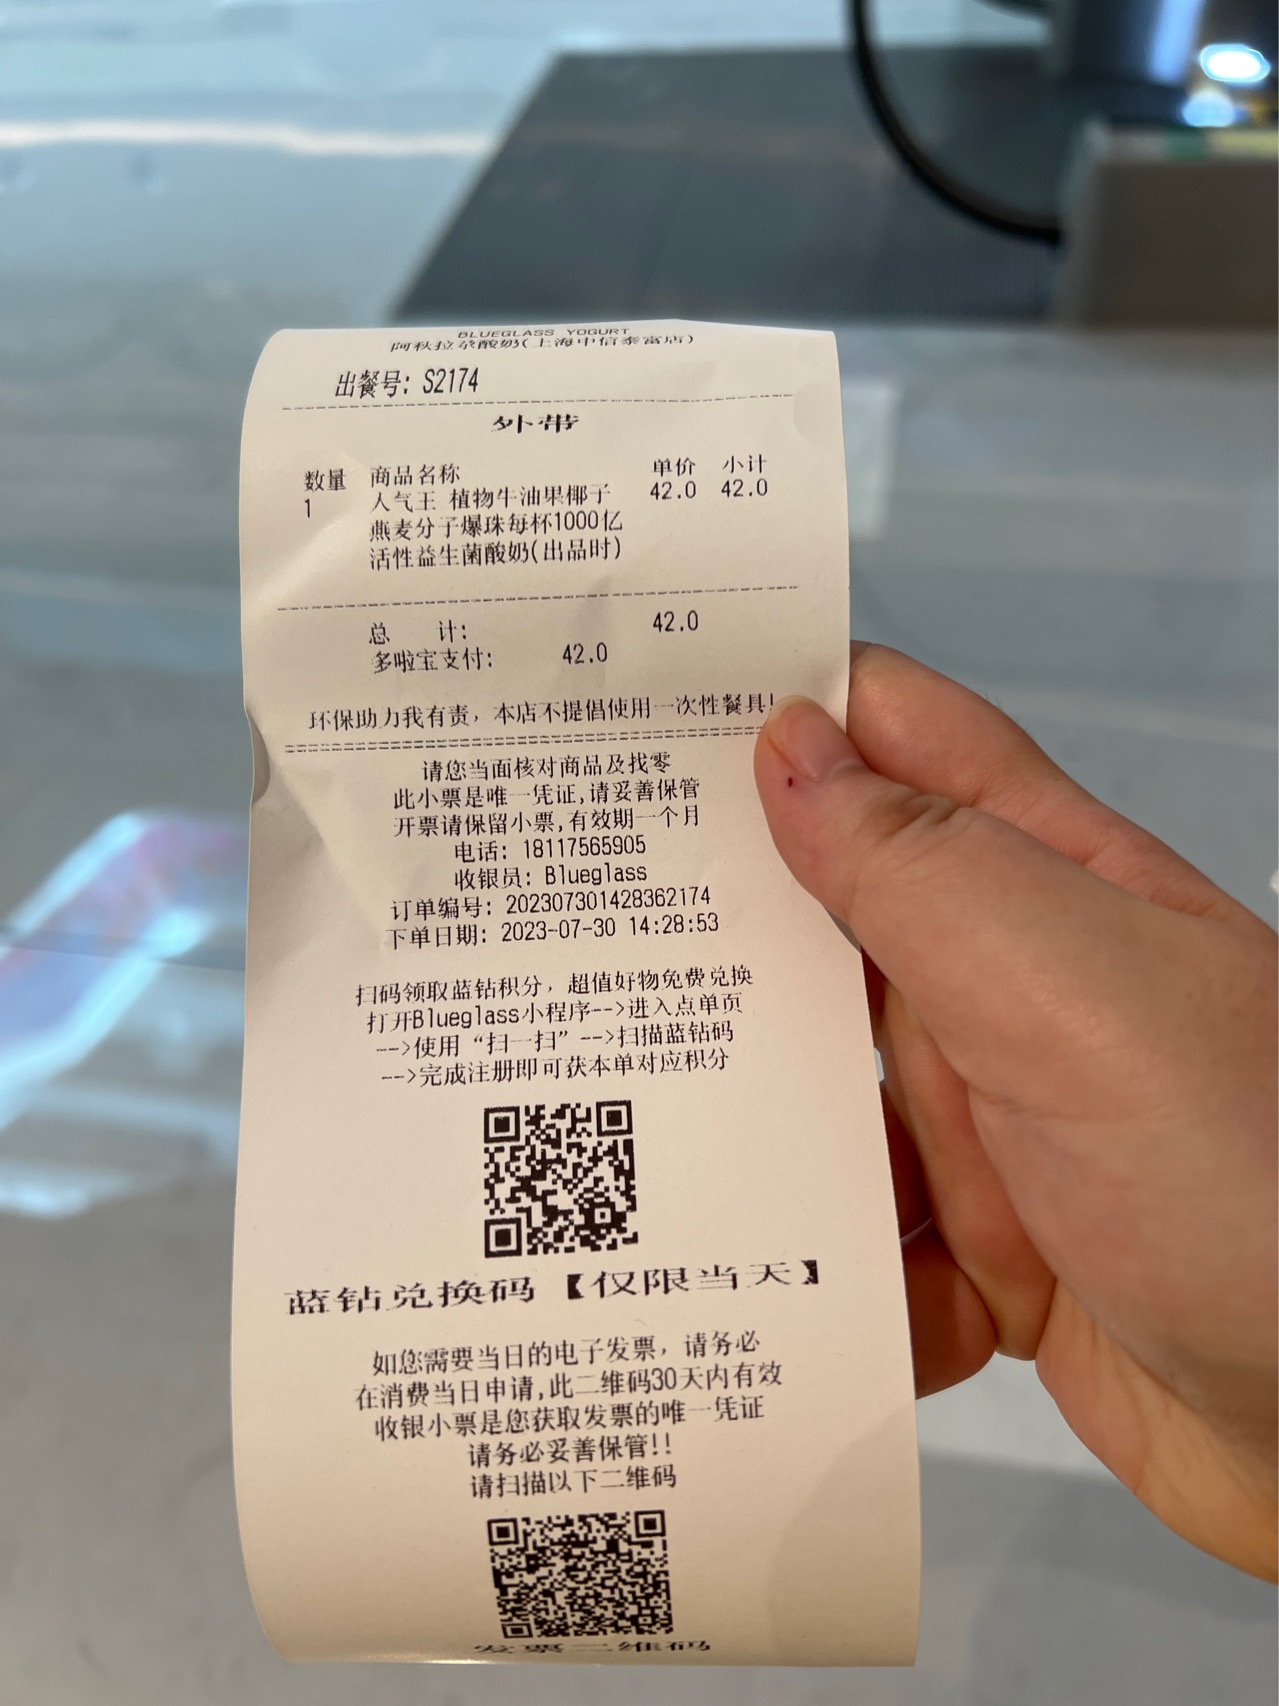 BLUEGLASS YOGURT
阿秋拉尕酸奶(上海中信泰富店)
出餐号: S2174
外带
数量 商品名称 单价 小计
1 人气王 植物牛油果椰子 42.0 42.0
燕麦分子爆珠每杯1000亿
活性益生菌酸奶(出品时)
总 计: 42.0
多啦宝支付: 42.0
环保助力我有责，本店不提倡使用一次性餐具!
请您当面核对商品及找零
此小票是唯一凭证,请妥善保管
开票请保留小票,有效期一个月
电话: 18117565905
收银员: Blueglass
订单编号: 202307301428362174
下单日期: 2023-07-30 14:28:53
扫码领取蓝钻积分，超值好物免费兑换
打开Blueglass小程序-->进入点单页
-->使用“扫一扫”-->扫描蓝钻码
-->完成注册即可获本单对应积分
蓝钻兑换码【仅限当天】
如您需要当日的电子发票，请务必
在消费当日申请,此二维码30天内有效
收银小票是您获取发票的唯一凭证
请务必妥善保管!!
请扫描以下二维码
发票二维码